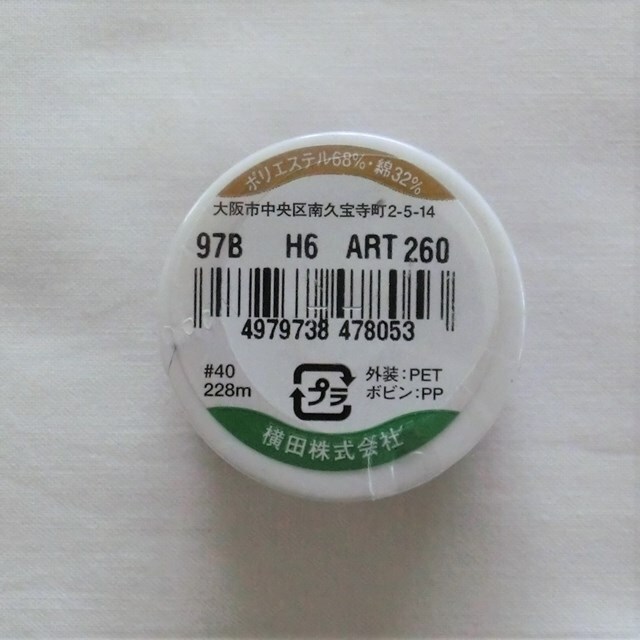 ポリエステル68%・綿32%
大阪市中央区南久宝寺町2-5-14
97B H6 ART 260
4979738 478053
#40
228m
プラ
外装:PET
ボビン:PP
横田株式会社